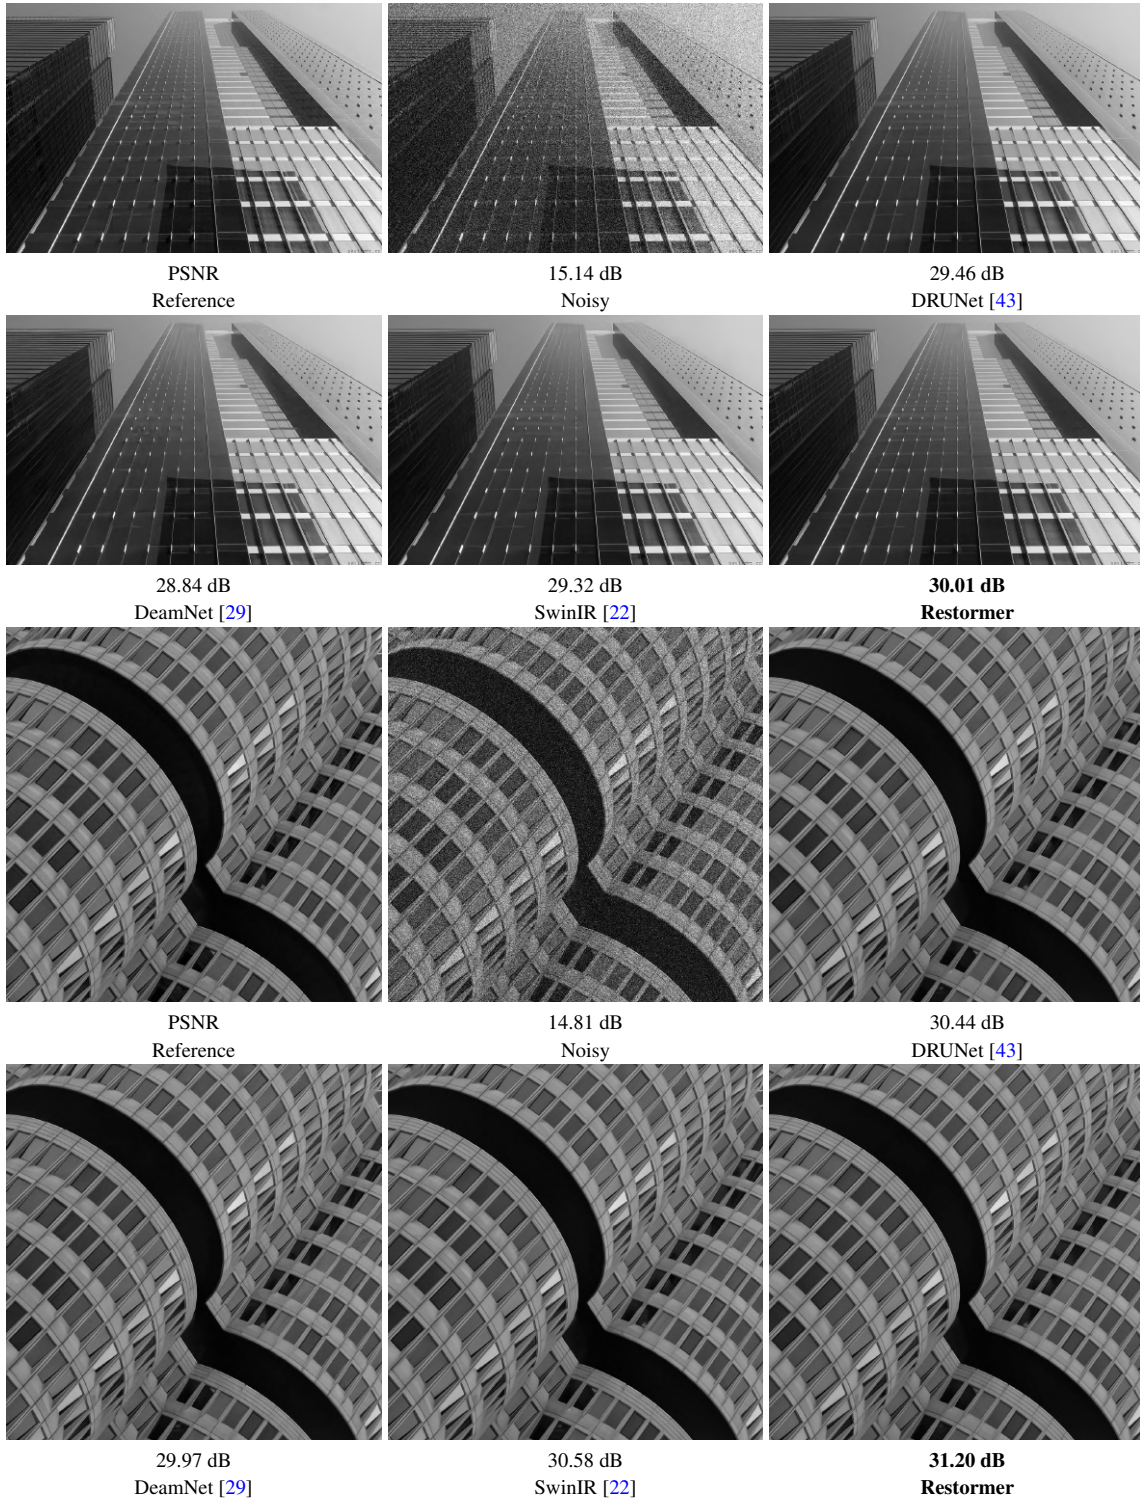 PSNR
Reference
15.14 dB
Noisy
29.46 dB
DRUNet [43]
28.84 dB
DeamNet [29]
29.32 dB
SwinIR [22]
30.01 dB
Restormer
PSNR
Reference
14.81 dB
Noisy
30.44 dB
DRUNet [43]
29.97 dB
DeamNet [29]
30.58 dB
SwinIR [22]
31.20 dB
Restormer